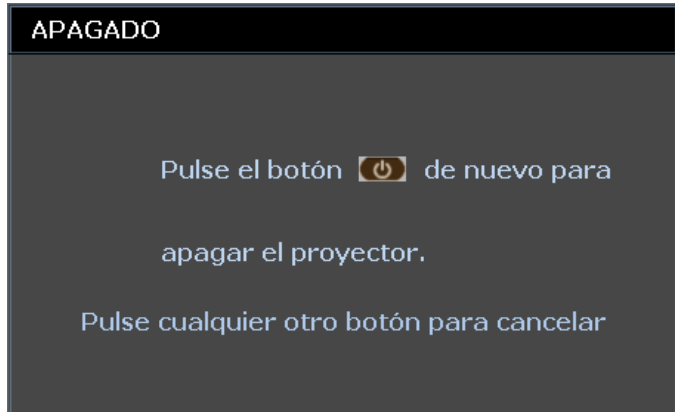 APAGADO
Pulse el botón de nuevo para
apagar el proyector.
Pulse cualquier otro botón para cancelar